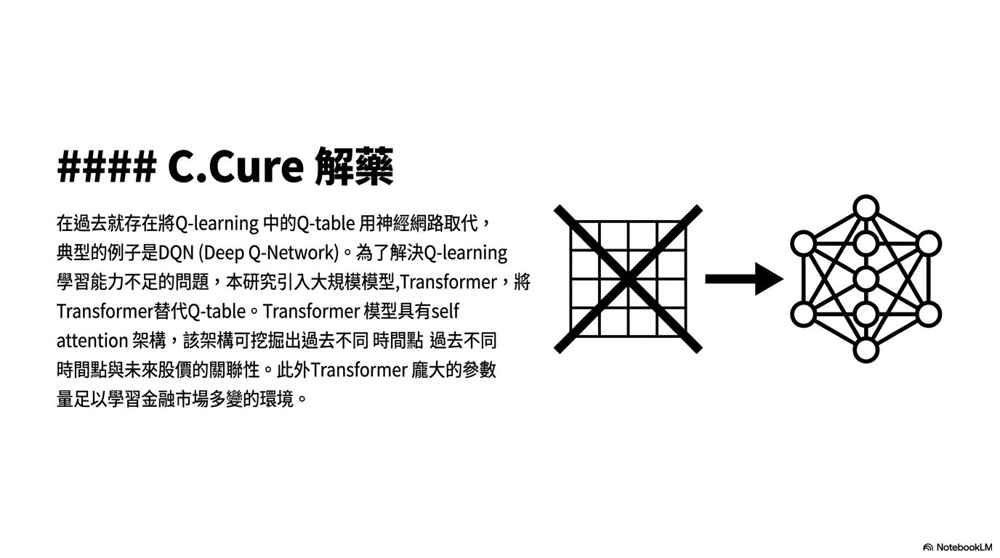 #### C.Cure 解藥
在過去就存在將Q-learning 中的Q-table 用神經網路取代，
典型的例子是DQN (Deep Q-Network)。為了解決Q-learning
學習能力不足的問題，本研究引入大規模模型,Transformer，將
Transformer替代Q-table。Transformer 模型具有self
attention 架構，該架構可挖掘出過去不同 時間點 過去不同
時間點與未來股價的關聯性。此外Transformer 龐大的參數
量足以學習金融市場多變的環境。
NotebookLM